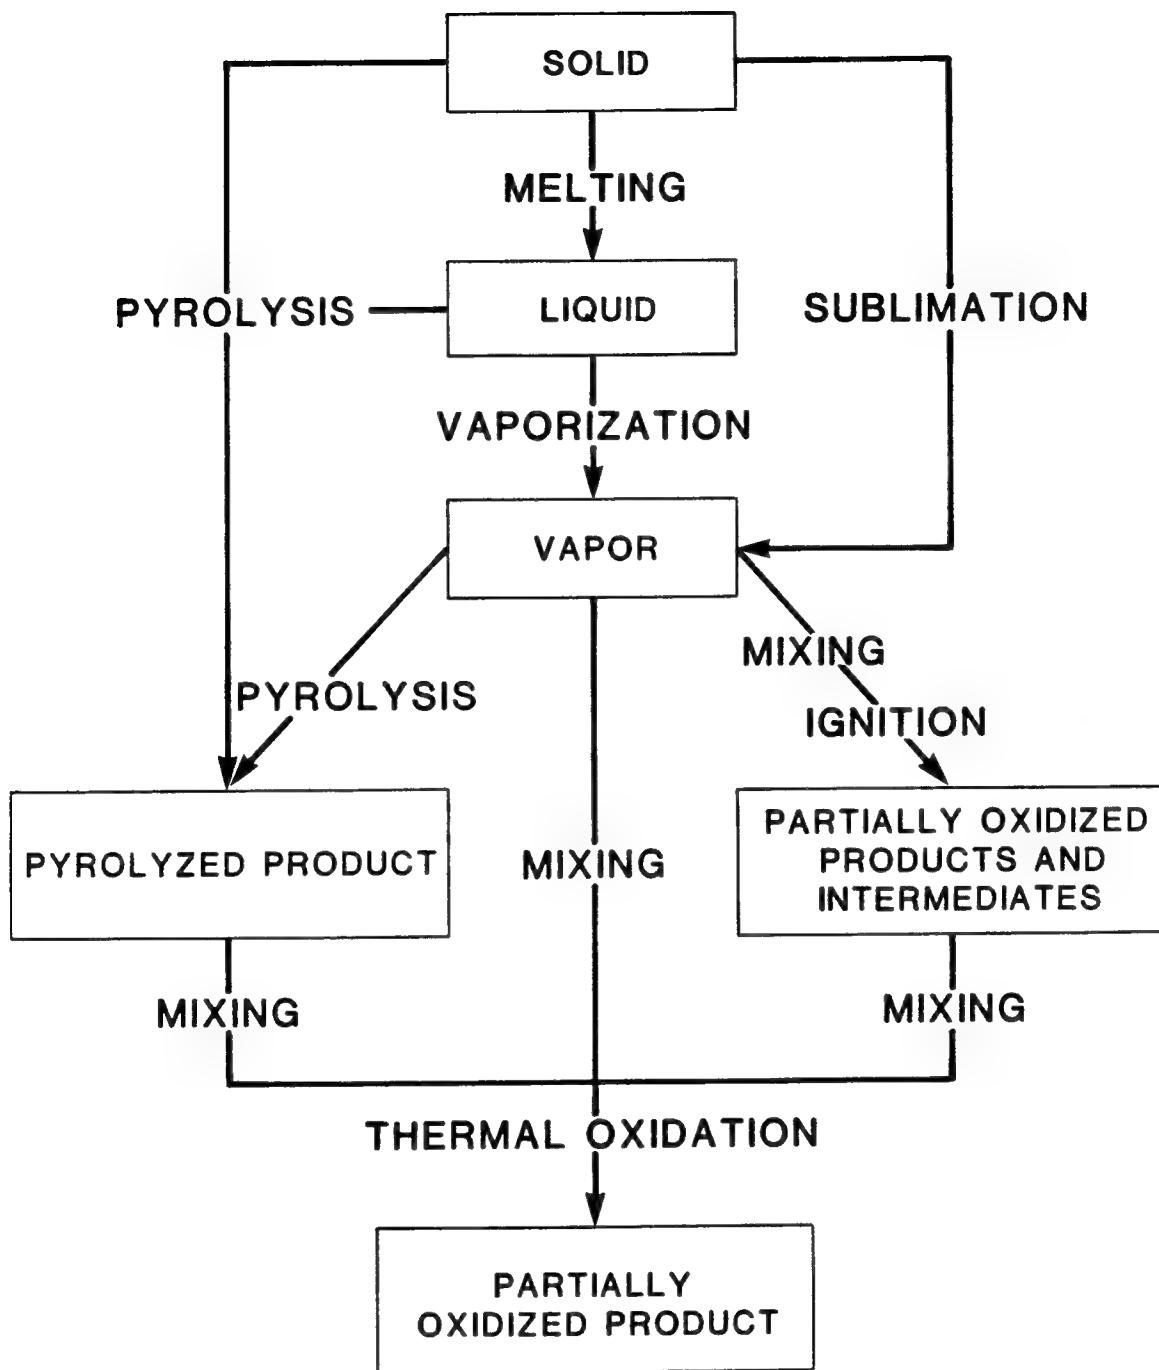 SOLID
MELTING
PYROLYSIS
LIQUID
SUBLIMATION
VAPORIZATION
VAPOR
MIXING
PYROLYSIS
IGNITION
PYROLYZED PRODUCT
MIXING
PARTIALLY OXIDIZED
PRODUCTS AND
INTERMEDIATES
MIXING
MIXING
THERMAL OXIDATION
PARTIALLY
OXIDIZED PRODUCT